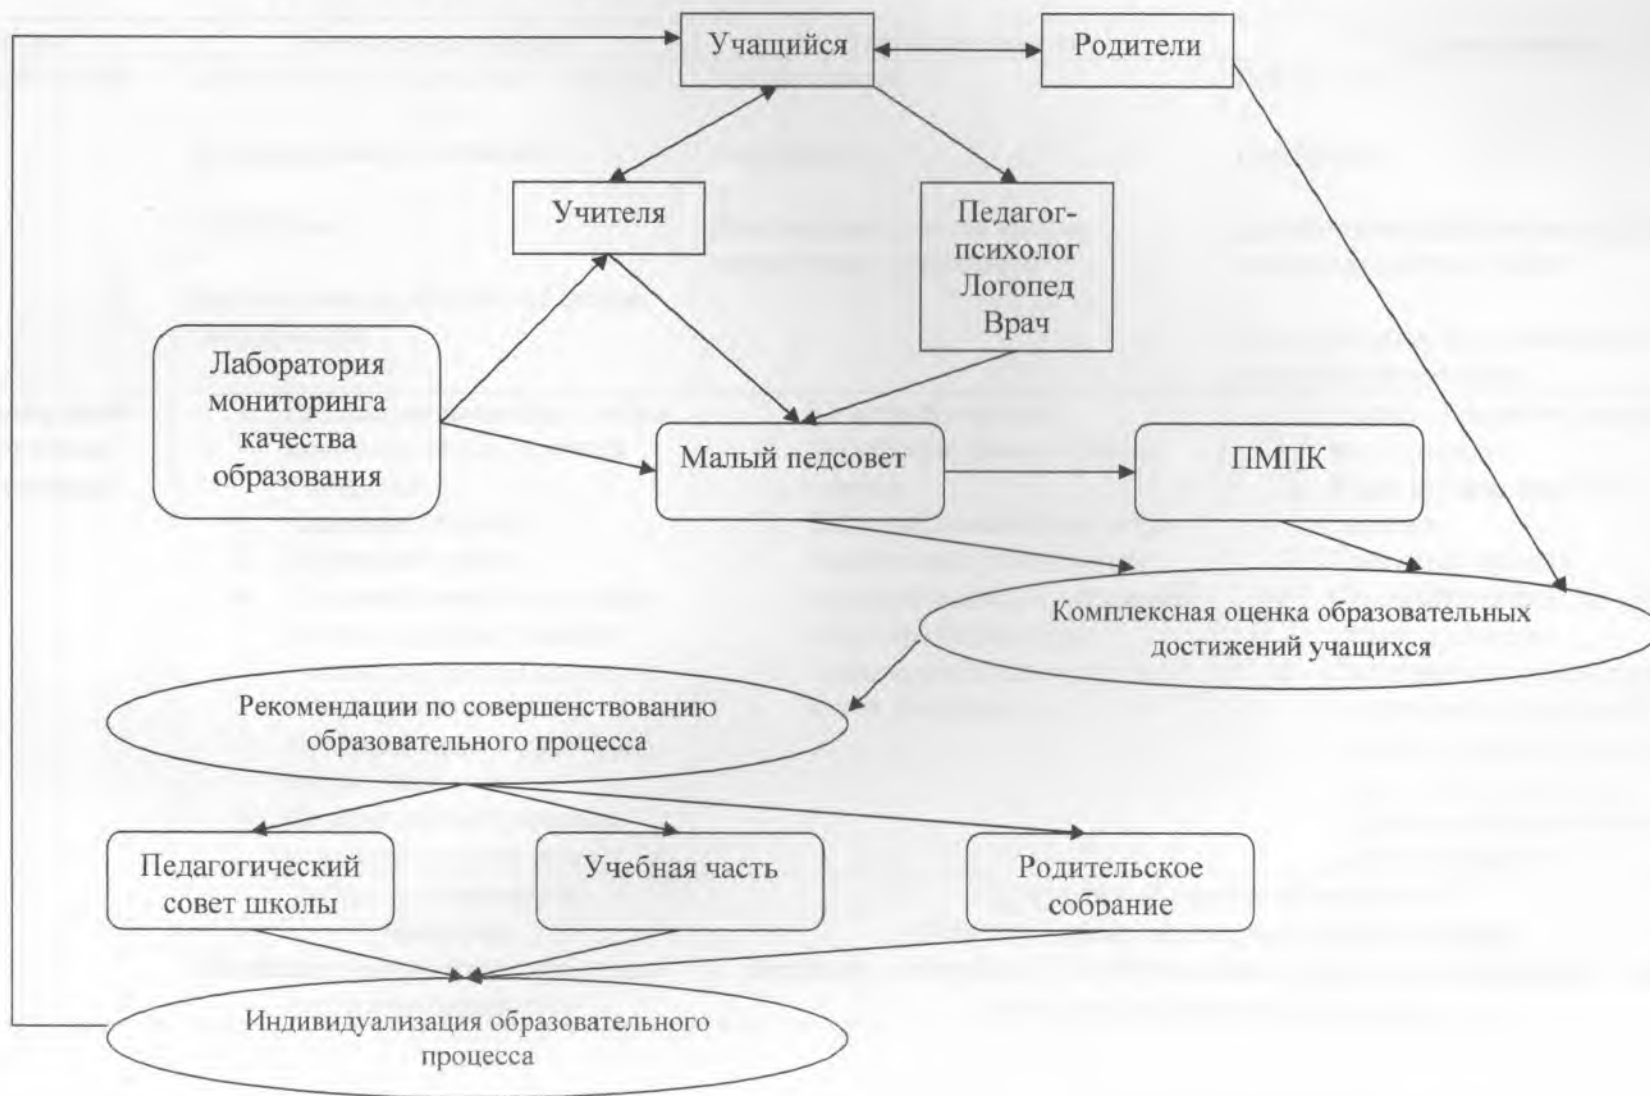 Учащийся
Родители
Учителя
Педагог-
психолог
Логопед
Врач
Лаборатория
мониторинга
качества
образования
Малый педсовет
ПМПК
Комплексная оценка образовательных
достижений учащихся
Рекомендации по совершенствованию
образовательного процесса
Педагогический
совет школы
Учебная часть
Родительское
собрание
Индивидуализация образовательного
процесса